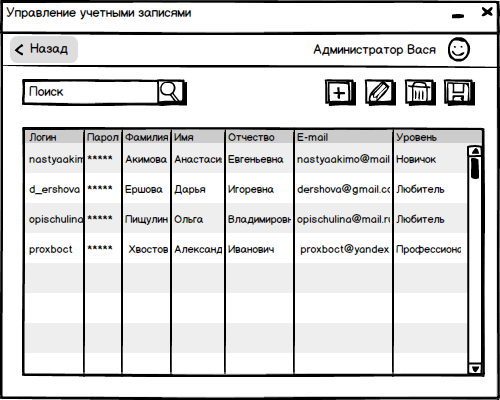 Управление учетными записями
Назад
Администратор Вася
Поиск
Логин Парол Фамилия Имя Отчество E-mail Уровень
nastyaakim ***** Акимова Анастаси Евгеньевна nastyaakimo@mail Новичок
d_ershova ***** Ершова Дарья Игоревна dershova@gmail.co Любитель
opischulina ***** Пищулин Ольга Владимировн opischulina@mail.ru Любитель
proxboct ***** Хвостов Александ Иванович proxboct@yandex Профессиона